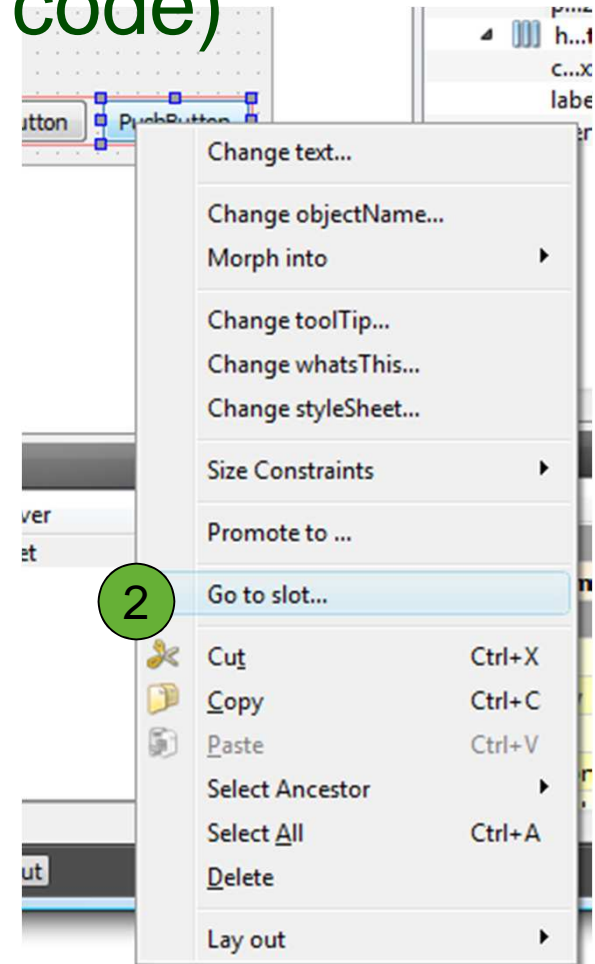 code)
h...t
c...x
labe
utton
PushButton
Change text...
Change objectName...
Morph into
Change toolTip...
Change whatsThis...
Change styleSheet...
Size Constraints
ver
Promote to ...
et
2 Go to slot...
Cut Ctrl+X
Copy Ctrl+C
Paste Ctrl+V
Select Ancestor
Select All Ctrl+A
ut
Delete
Lay out